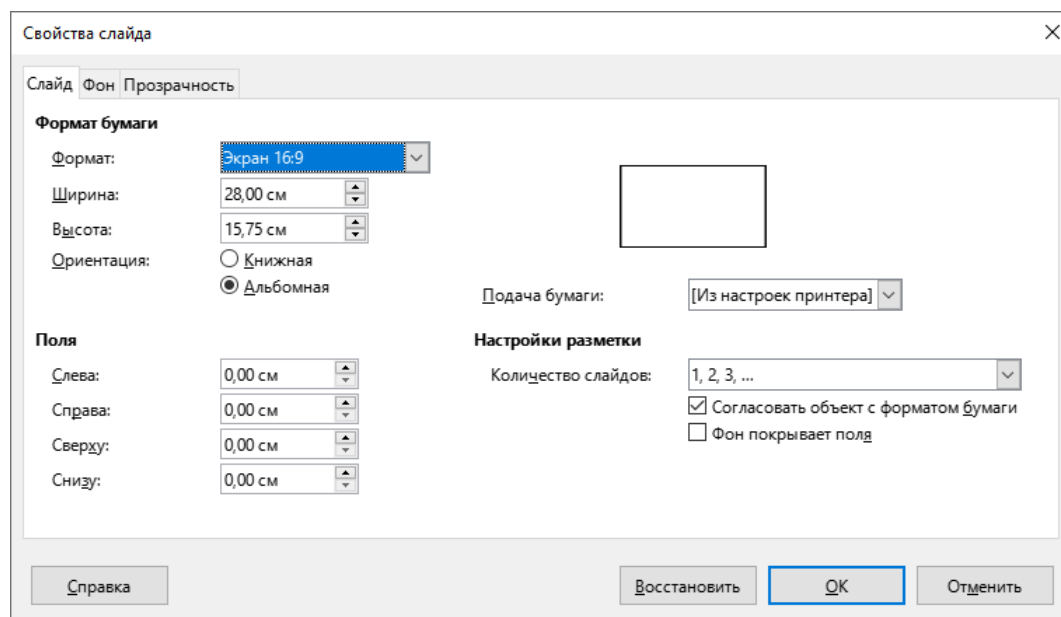 Свойства слайда
Слайд Фон Прозрачность
Формат бумаги
Формат: Экран 16:9
Ширина: 28,00 см
Высота: 15,75 см
Ориентация: Книжная
Альбомная
Подача бумаги: [Из настроек принтера]
Поля
Слева: 0,00 см
Справа: 0,00 см
Сверху: 0,00 см
Снизу: 0,00 см
Настройки разметки
Количество слайдов: 1, 2, 3, ...
Согласовать объект с форматом бумаги
Фон покрывает поля
Справка Восстановить OK Отменить